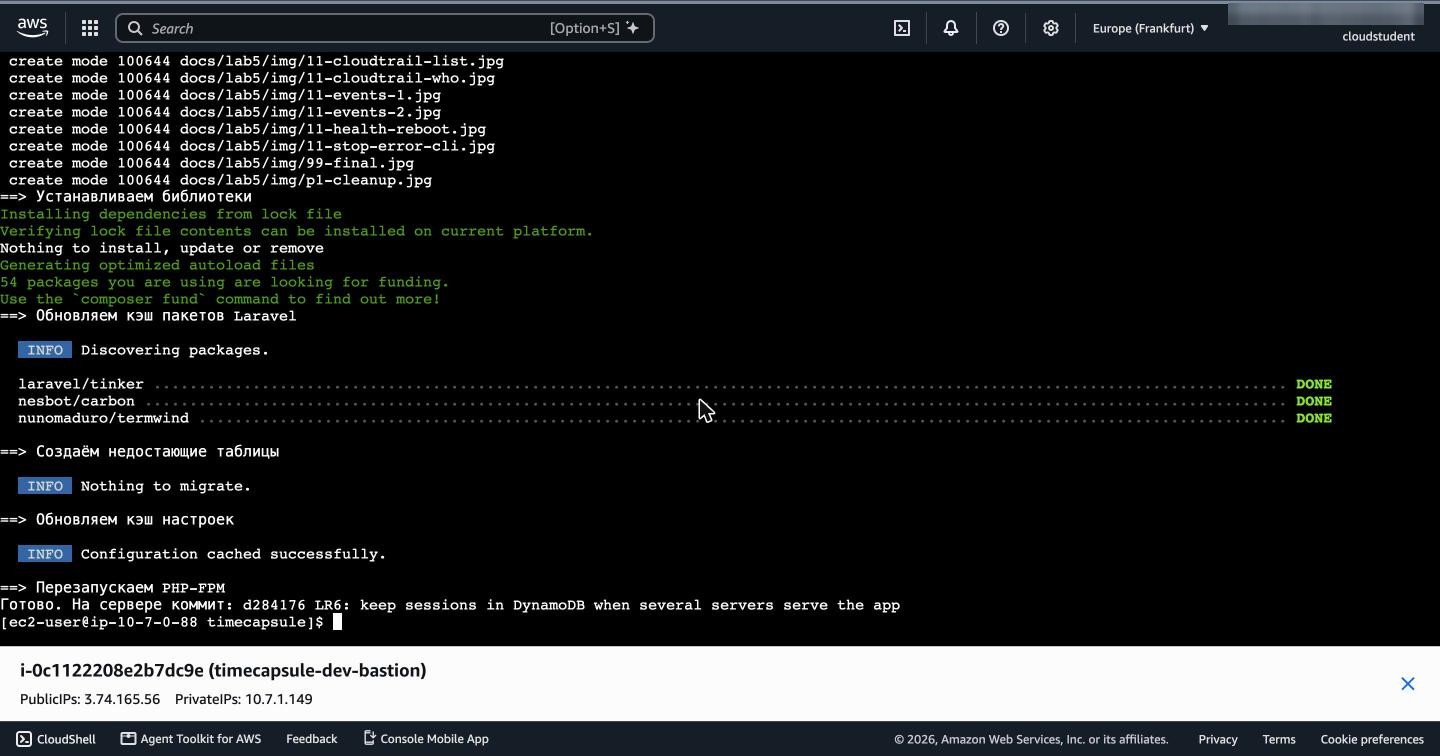 aws
Search [Option+S]
Europe (Frankfurt)
cloudstudent
create mode 100644 docs/lab5/img/11-cloudtrail-list.jpg
create mode 100644 docs/lab5/img/11-cloudtrail-who.jpg
create mode 100644 docs/lab5/img/11-events-1.jpg
create mode 100644 docs/lab5/img/11-events-2.jpg
create mode 100644 docs/lab5/img/11-health-reboot.jpg
create mode 100644 docs/lab5/img/11-stop-error-cli.jpg
create mode 100644 docs/lab5/img/99-final.jpg
create mode 100644 docs/lab5/img/p1-cleanup.jpg
==> Устанавливаем библиотеки
Installing dependencies from lock file
Verifying lock file contents can be installed on current platform.
Nothing to install, update or remove
Generating optimized autoload files
54 packages you are using are looking for funding.
Use the `composer fund` command to find out more!
==> Обновляем кэш пакетов Laravel
INFO Discovering packages.
laravel/tinker ........ DONE
nesbot/carbon ........ DONE
nunomaduro/termwind ........ DONE
==> Создаём недостающие таблицы
INFO Nothing to migrate.
==> Обновляем кэш настроек
INFO Configuration cached successfully.
==> Перезапускаем PHP-FPM
Готово. На сервере коммит: d284176 LR6: keep sessions in DynamoDB when several servers serve the app
[ec2-user@ip-10-7-0-88 timecapsule]$
i-0c1122208e2b7dc9e (timecapsule-dev-bastion)
PublicIPs: 3.74.165.56 PrivateIPs: 10.7.1.149
CloudShell Agent Toolkit for AWS Feedback Console Mobile App © 2026, Amazon Web Services, Inc. or its affiliates. Privacy Terms Cookie preferences